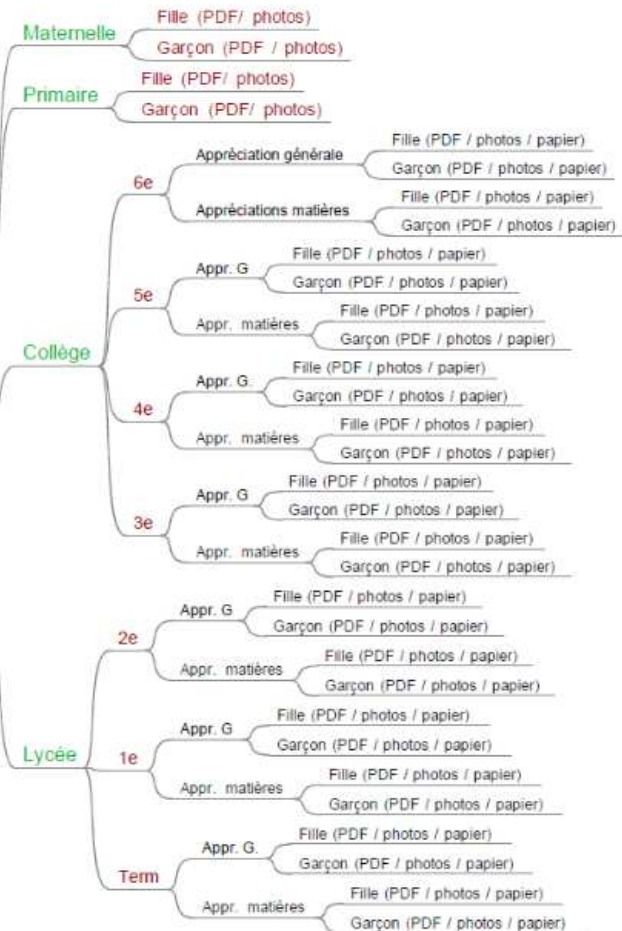 Maternelle
Fille (PDF/ photos)
Garçon (PDF / photos)
Primaire
Fille (PDF/ photos)
Garçon (PDF/ photos)
Collège
6e
Appréciation générale
Fille (PDF / photos / papier)
Garçon (PDF / photos / papier)
Appréciations matières
Fille (PDF / photos / papier)
Garçon (PDF / photos / papier)
5e
Appr. G
Fille (PDF / photos / papier)
Garçon (PDF / photos / papier)
Appr. matières
Fille (PDF / photos / papier)
Garçon (PDF / photos / papier)
4e
Appr. G.
Fille (PDF / photos / papier)
Garçon (PDF / photos / papier)
Appr. matières
Fille (PDF / photos / papier)
Garçon (PDF / photos / papier)
3e
Appr. G
Fille (PDF / photos / papier)
Garçon (PDF / photos / papier)
Appr. matières
Fille (PDF / photos / papier)
Garçon (PDF / photos / papier)
Lycée
2e
Appr. G
Fille (PDF / photos / papier)
Garçon (PDF / photos / papier)
Appr. matières
Fille (PDF / photos / papier)
Garçon (PDF / photos / papier)
1e
Appr. G
Fille (PDF / photos / papier)
Garçon (PDF / photos / papier)
Appr. matières
Fille (PDF / photos / papier)
Garçon (PDF / photos / papier)
Term
Appr. G.
Fille (PDF / photos / papier)
Garçon (PDF / photos / papier)
Appr. matières
Fille (PDF / photos / papier)
Garçon (PDF / photos / papier)